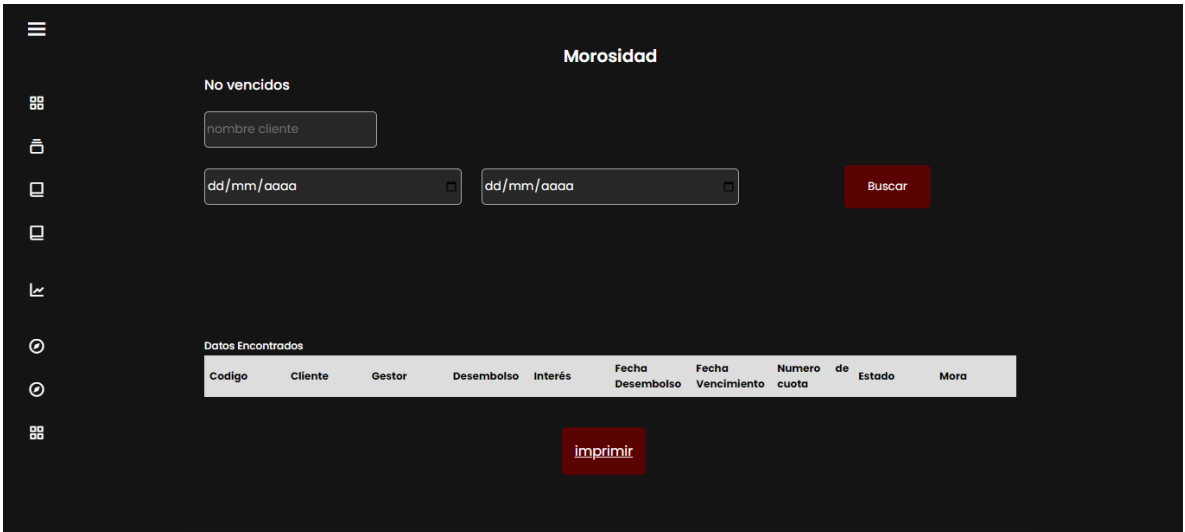 Morosidad
No vencidos
nombre cliente
dd/mm/aaaa dd/mm/aaaa Buscar
Datos Encontrados
Codigo Cliente Gestor Desembolso Interés Fecha Desembolso Fecha Vencimiento Numero de cuota Estado Mora
imprimir